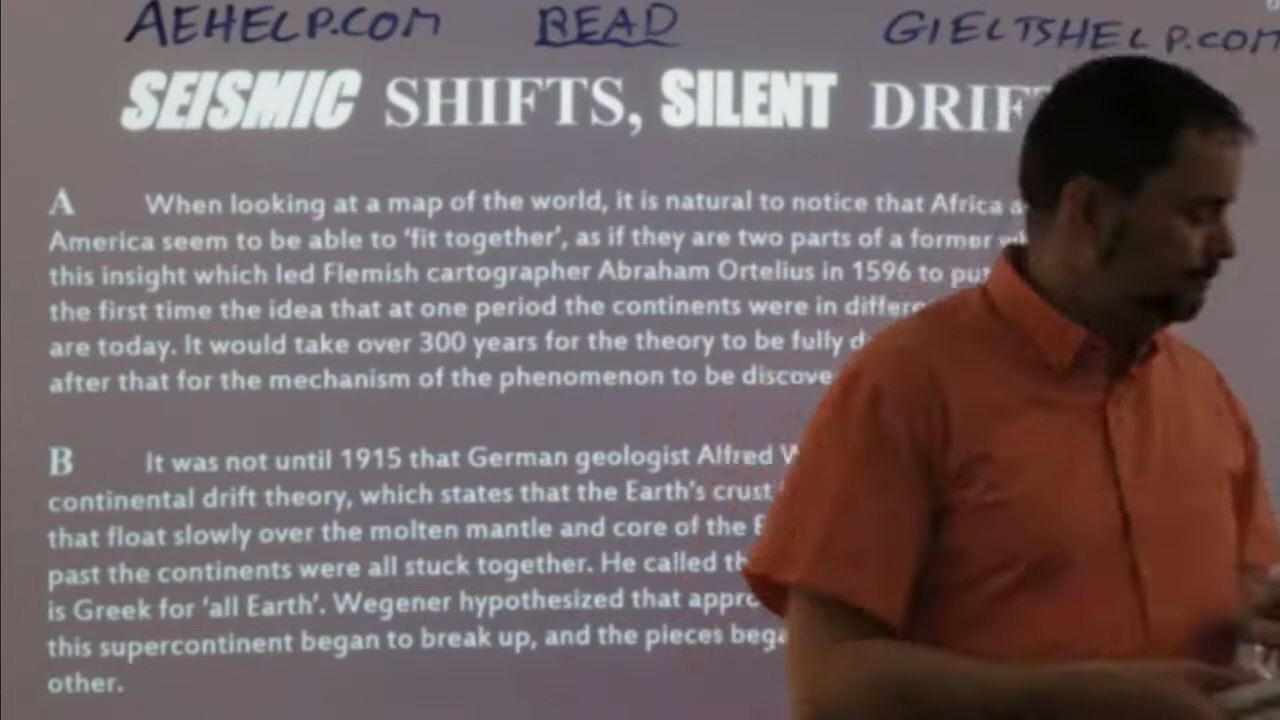 AEHELP.COM READ GIELTSHELP.COM
SEISMIC SHIFTS, SILENT
A When looking at a map of the world, it is natural to notice that Africa
America seem to be able to 'fit together', as if they are two parts of a former
this insight which led Flemish cartographer Abraham Ortelius in 1596 to
the first time the idea that at one period the continents were in
are today. It would take over 300 years for the theory to be fully
after that for the mechanism of the phenomenon to be
B It was not until 1915 that German geologist Alfred
continental drift theory, which states that the Earth's crust
that float slowly over the molten mantle and core of the
past the continents were all stuck together. He called
is Greek for 'all Earth'. Wegener hypothesized that
this supercontinent began to break up, and the pieces
other.